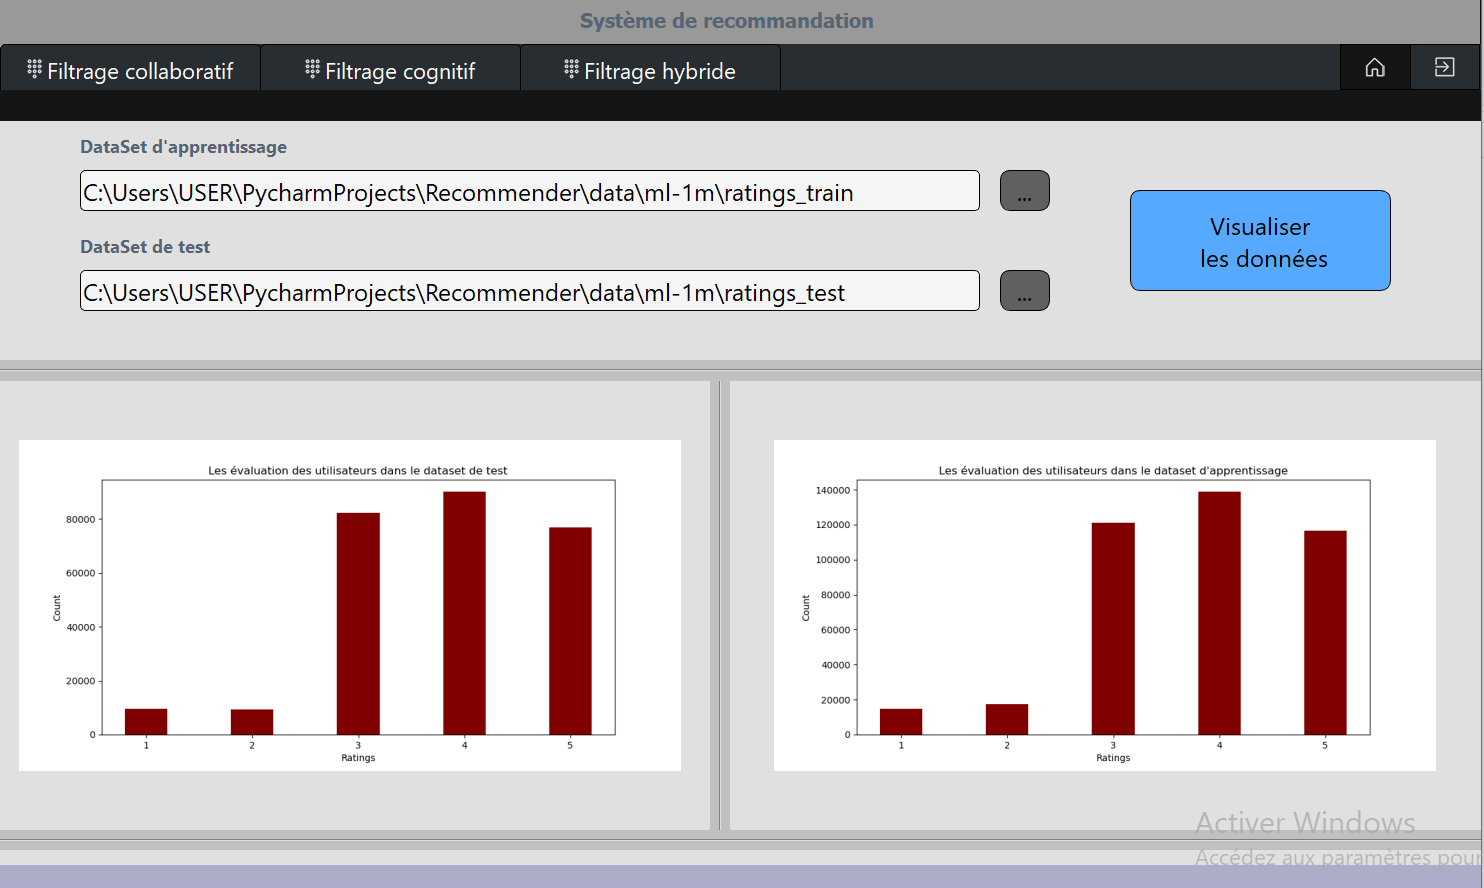 Système de recommandation
Filtrage collaboratif
Filtrage cognitif
Filtrage hybride
DataSet d'apprentissage
C:\Users\USER\PycharmProjects\Recommender\data\ml-1m\ratings_train
...
Visualiser
les données
DataSet de test
C:\Users\USER\PycharmProjects\Recommender\data\ml-1m\ratings_test
...
Les évaluation des utilisateurs dans le dataset de test
80000
60000
40000
20000
0
Count
1 2 3 4 5
Ratings
Les évaluation des utilisateurs dans le dataset d'apprentissage
140000
120000
100000
80000
60000
40000
20000
0
Count
1 2 3 4 5
Ratings
Activer Windows
Accédez aux paramètres pour